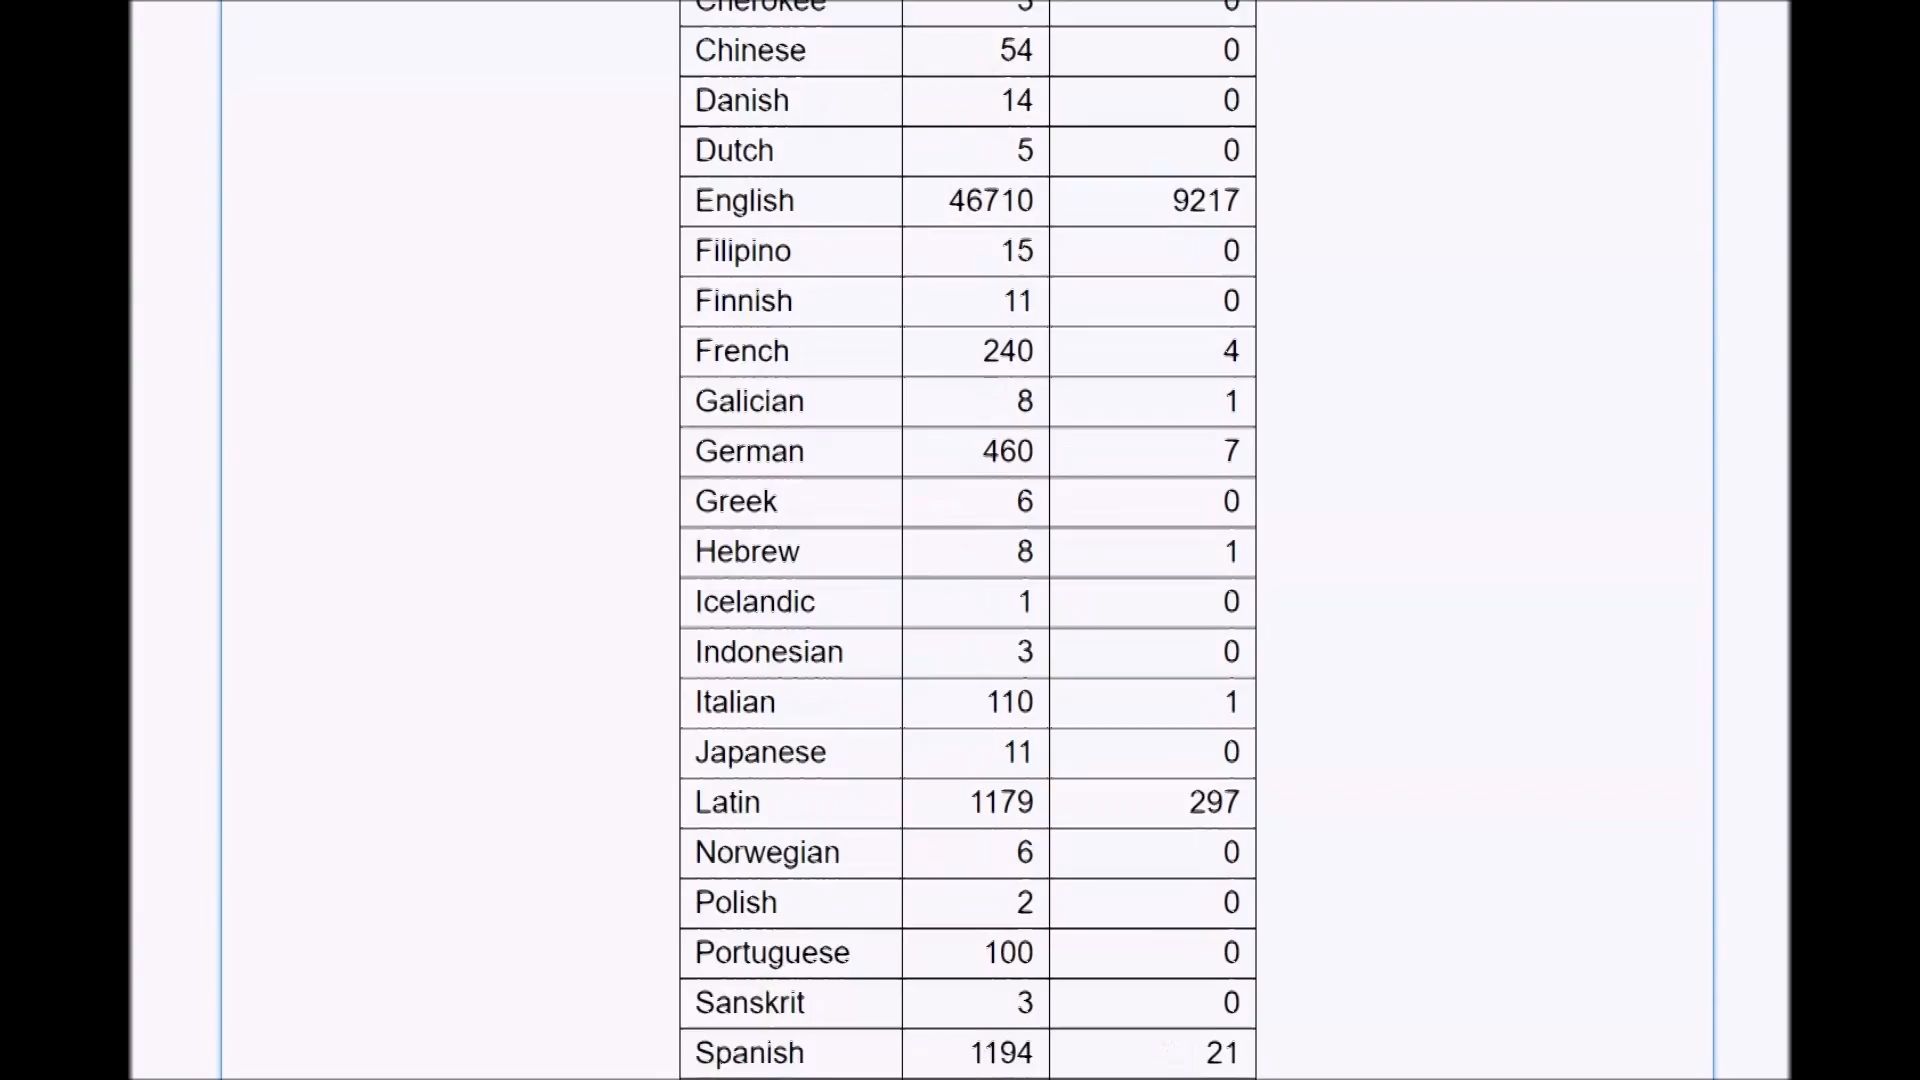 Cherokee 3 0
Chinese 54 0
Danish 14 0
Dutch 5 0
English 46710 9217
Filipino 15 0
Finnish 11 0
French 240 4
Galician 8 1
German 460 7
Greek 6 0
Hebrew 8 1
Icelandic 1 0
Indonesian 3 0
Italian 110 1
Japanese 11 0
Latin 1179 297
Norwegian 6 0
Polish 2 0
Portuguese 100 0
Sanskrit 3 0
Spanish 1194 21